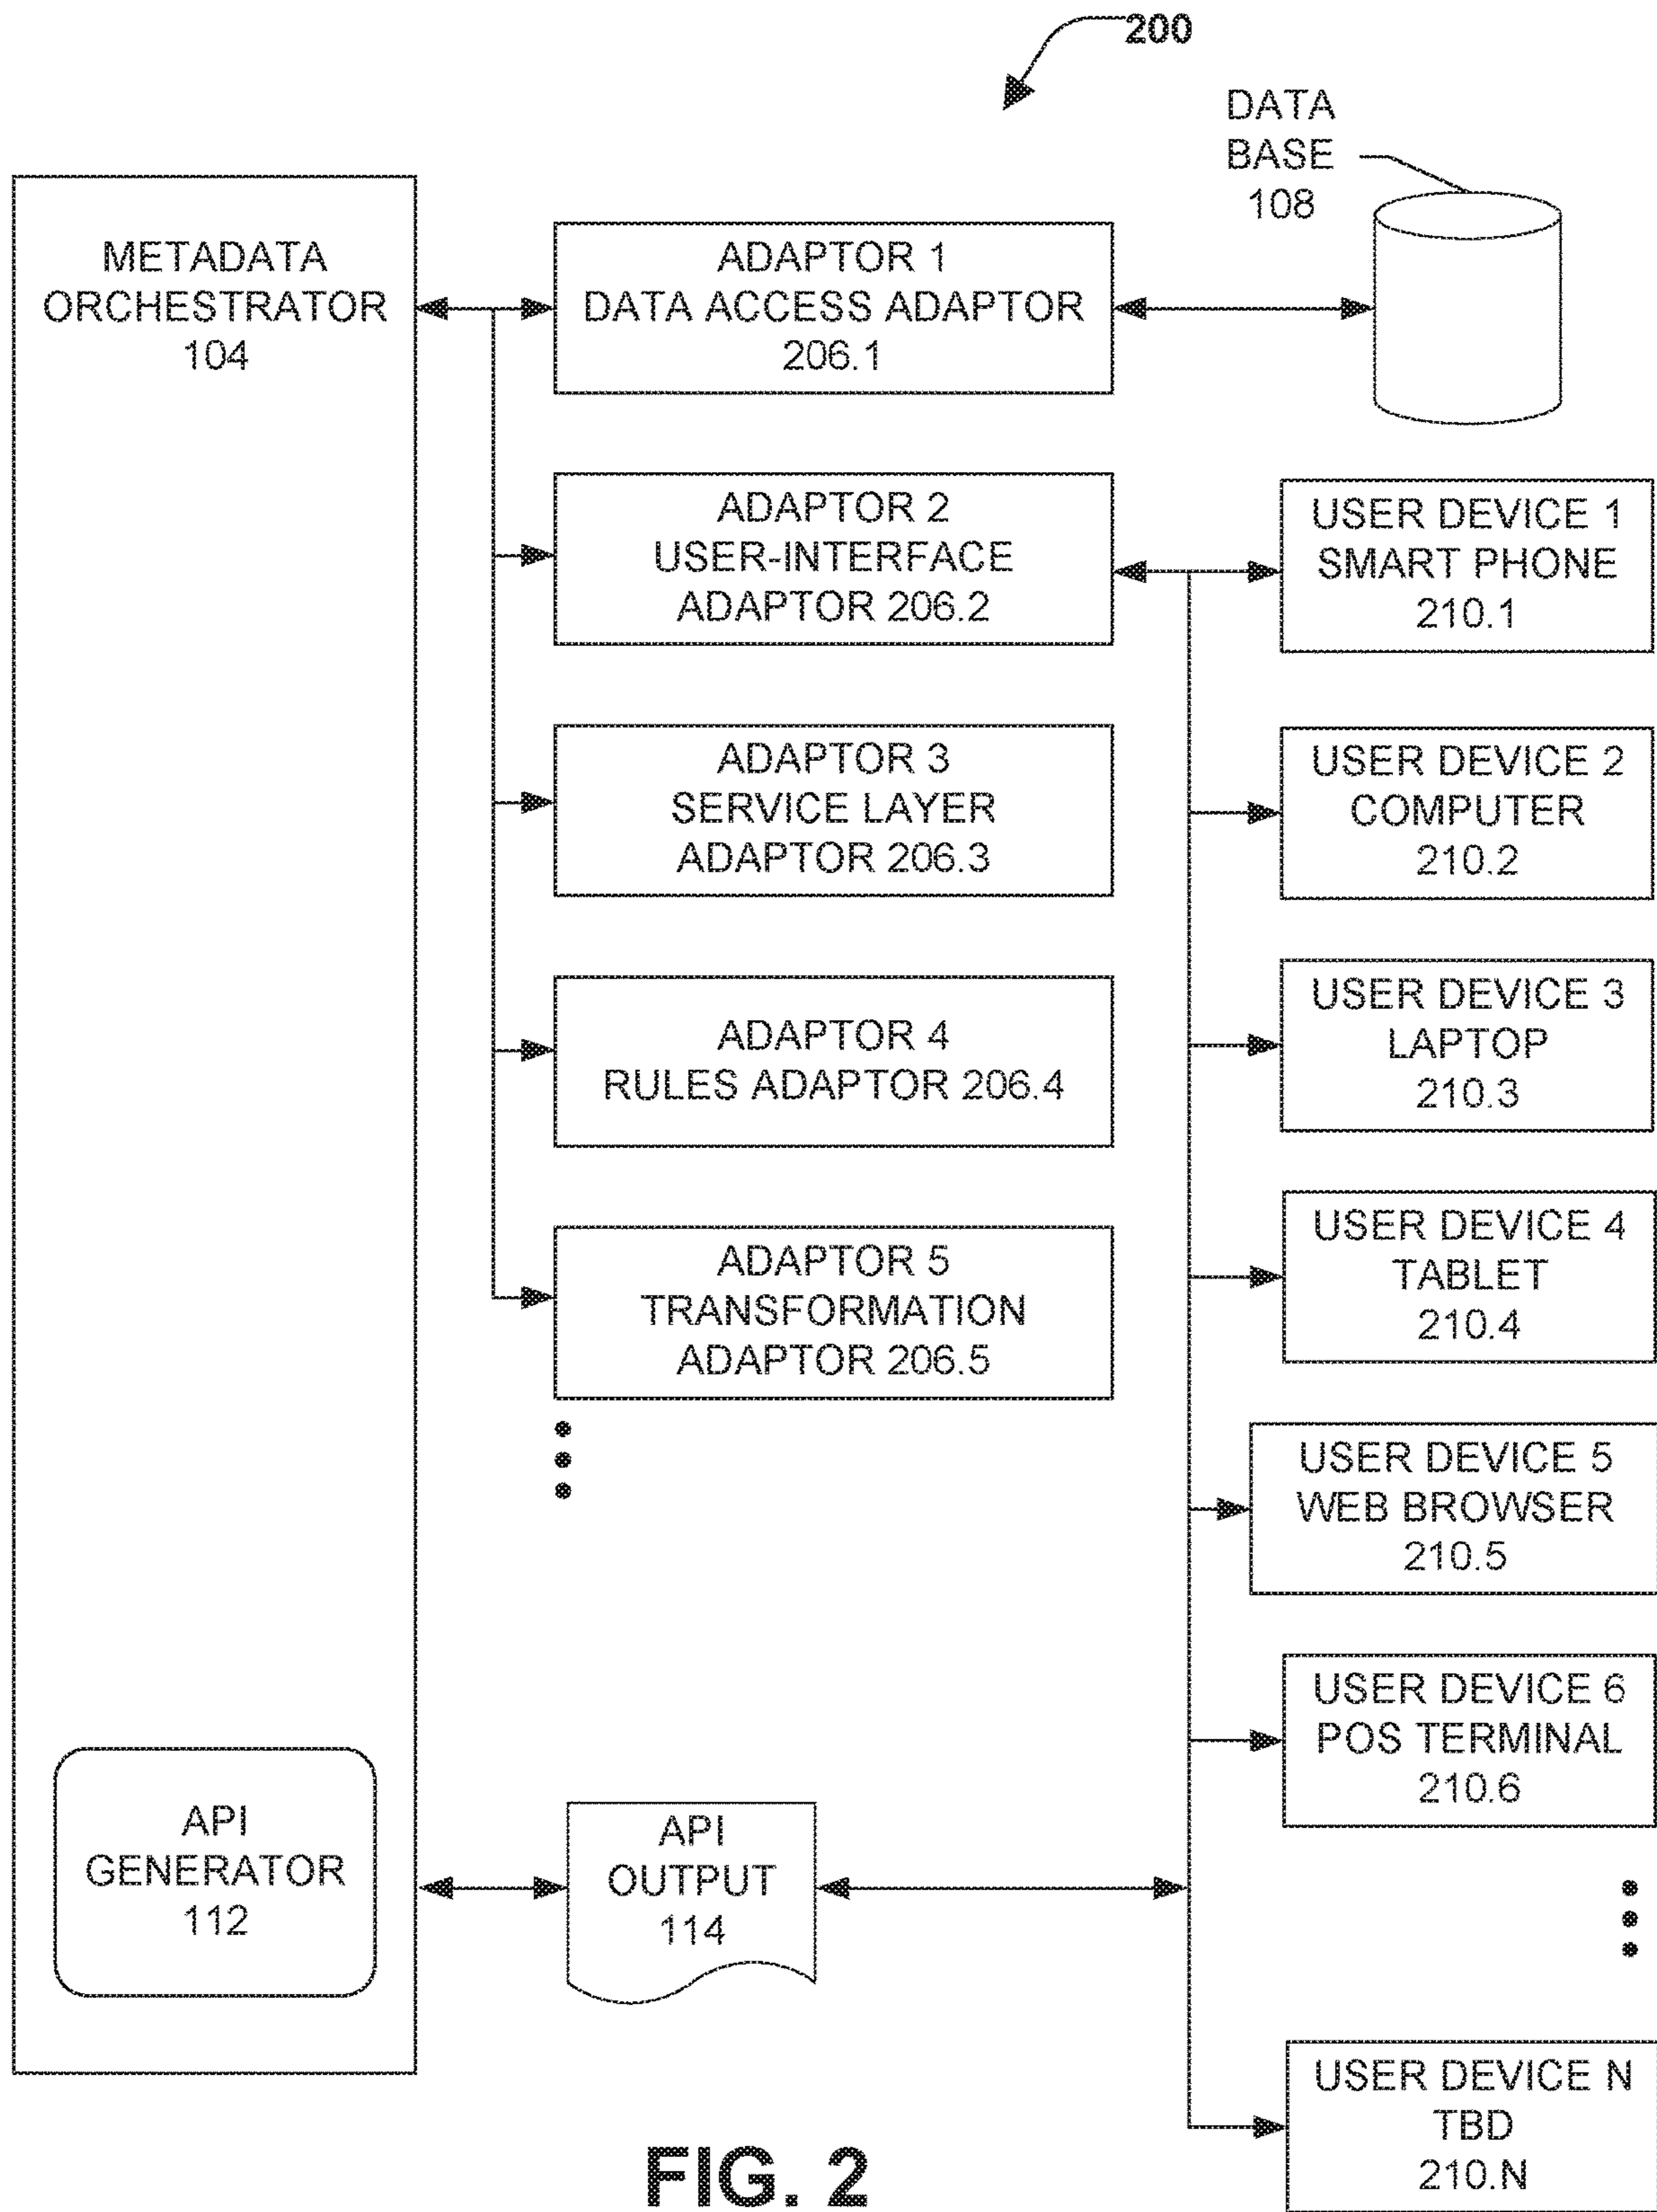 200
DATA
BASE
108
METADATA
ORCHESTRATOR
104
ADAPTOR 1
DATA ACCESS ADAPTOR
206.1
ADAPTOR 2
USER-INTERFACE
ADAPTOR 206.2
USER DEVICE 1
SMART PHONE
210.1
ADAPTOR 3
SERVICE LAYER
ADAPTOR 206.3
USER DEVICE 2
COMPUTER
210.2
ADAPTOR 4
RULES ADAPTOR 206.4
USER DEVICE 3
LAPTOP
210.3
ADAPTOR 5
TRANSFORMATION
ADAPTOR 206.5
USER DEVICE 4
TABLET
210.4
USER DEVICE 5
WEB BROWSER
210.5
USER DEVICE 6
POS TERMINAL
210.6
API
GENERATOR
112
API
OUTPUT
114
USER DEVICE N
TBD
210.N
FIG. 2